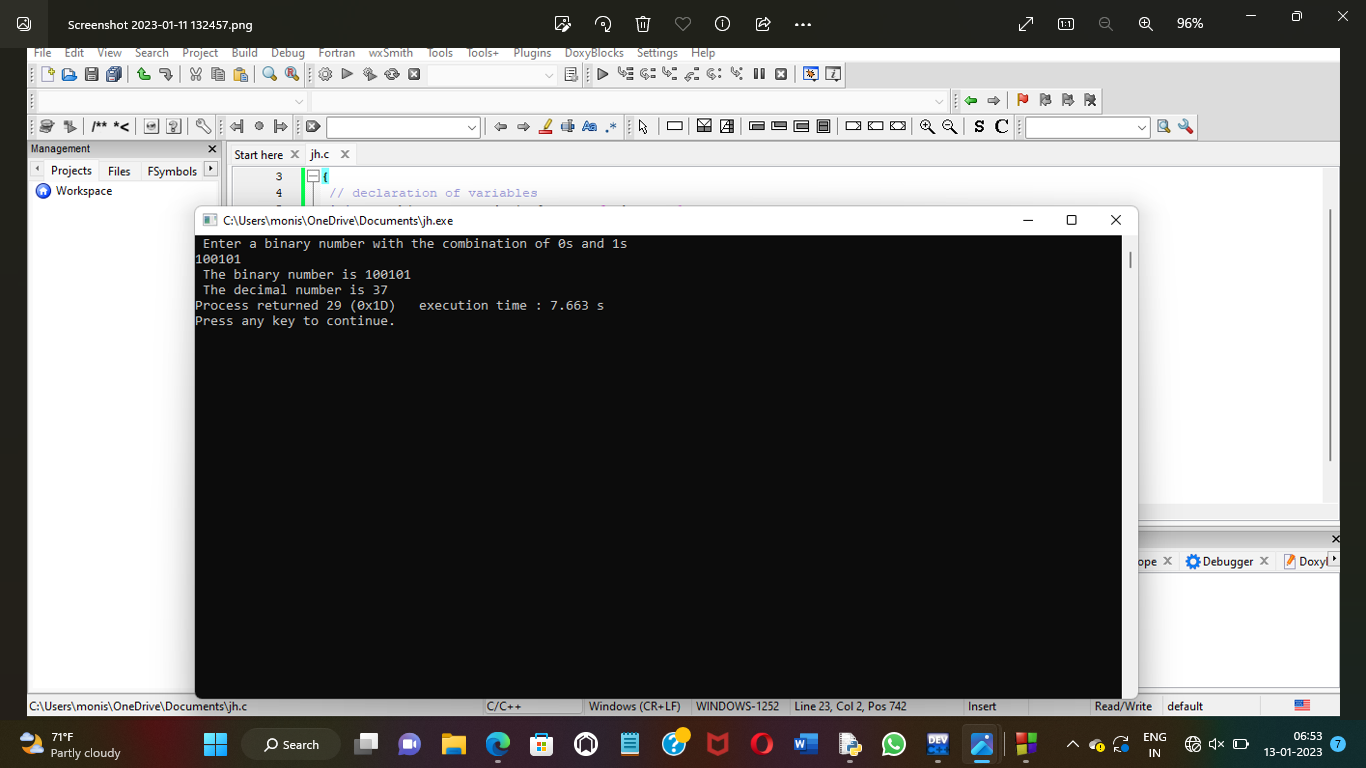 Screenshot 2023-01-11 132457.png
96%
File Edit View Search Project Build Debug Fortran wxSmith Tools Tools+ Plugins DoxyBlocks Settings Help
/** *<
Aa .*
S C
Management
Start here
jh.c
Projects Files FSymbols
Workspace
3 {
4 // declaration of variables
C:\Users\monis\OneDrive\Documents\jh.exe
Enter a binary number with the combination of 0s and 1s
100101
The binary number is 100101
The decimal number is 37
Process returned 29 (0x1D) execution time : 7.663 s
Press any key to continue.
ope Debugger Doxyl
C:\Users\monis\OneDrive\Documents\jh.c C/C++ Windows (CR+LF) WINDOWS-1252 Line 23, Col 2, Pos 742 Insert Read/Write default
71°F
Partly cloudy
Search
DEV
ENG
IN
06:53
13-01-2023
7